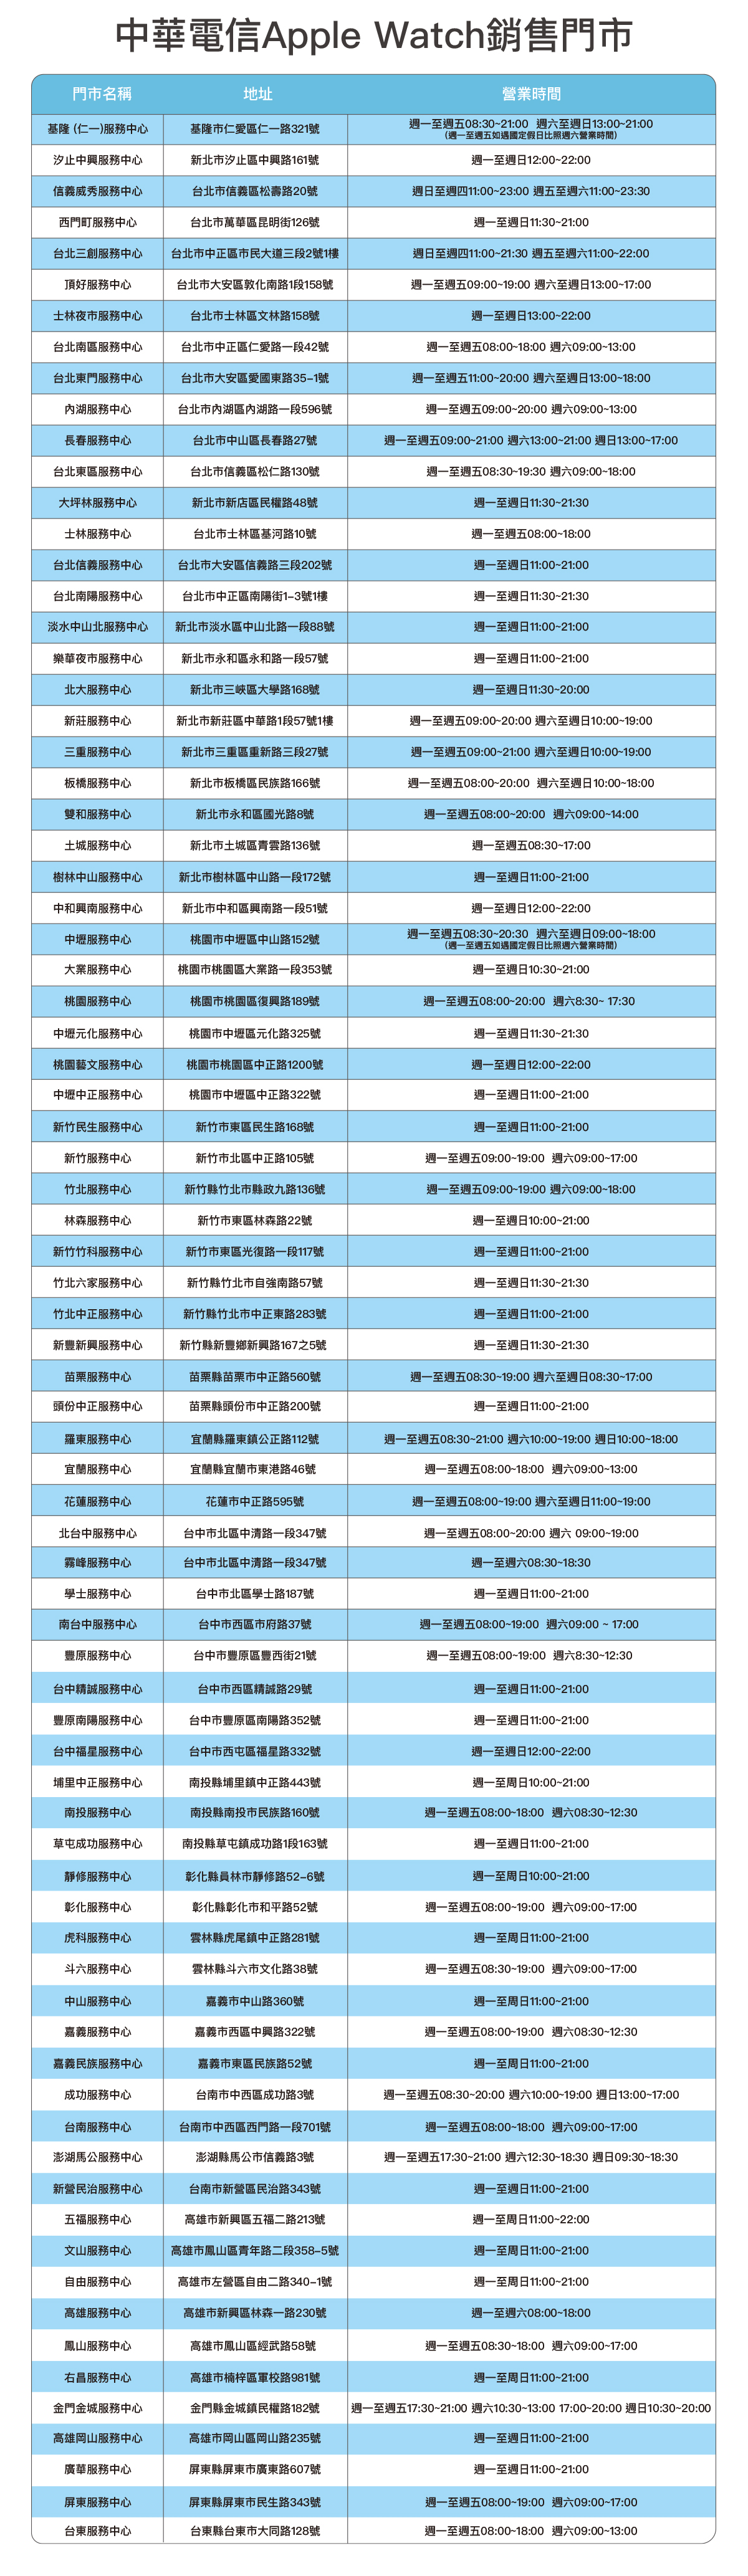 中華電信Apple Watch銷售門市
門市名稱 地址 營業時間
基隆 (仁一)服務中心 基隆市仁愛區仁一路321號 週一至週五08:30~21:00 週六至週日13:00~21:00
(週一至週五如遇國定假日比照週六營業時間)
汐止中興服務中心 新北市汐止區中興路161號 週一至週日12:00~22:00
信義威秀服務中心 台北市信義區松壽路20號 週日至週四11:00~23:00 週五至週六11:00~23:30
西門町服務中心 台北市萬華區昆明街126號 週一至週日11:30~21:00
台北三創服務中心 台北市中正區市民大道三段2號1樓 週日至週四11:00~21:30 週五至週六11:00~22:00
頂好服務中心 台北市大安區敦化南路1段158號 週一至週五09:00~19:00 週六至週日13:00~17:00
士林夜市服務中心 台北市士林區文林路158號 週一至週日13:00~22:00
台北南區服務中心 台北市中正區仁愛路一段42號 週一至週五08:00~18:00 週六09:00~13:00
台北東門服務中心 台北市大安區愛國東路35-1號 週一至週五11:00~20:00 週六至週日13:00~18:00
內湖服務中心 台北市內湖區內湖路一段596號 週一至週五09:00~20:00 週六09:00~13:00
長春服務中心 台北市中山區長春路27號 週一至週五09:00~21:00 週六13:00~21:00 週日13:00~17:00
台北東區服務中心 台北市信義區松仁路130號 週一至週五08:30~19:30 週六09:00~18:00
大坪林服務中心 新北市新店區民權路48號 週一至週日11:30~21:30
士林服務中心 台北市士林區基河路10號 週一至週五08:00~18:00
台北信義服務中心 台北市大安區信義路三段202號 週一至週日11:00~21:00
台北南陽服務中心 台北市中正區南陽街1-3號1樓 週一至週日11:30~21:30
淡水中山北服務中心 新北市淡水區中山北路一段88號 週一至週日11:00~21:00
樂華夜市服務中心 新北市永和區永和路一段57號 週一至週日11:00~21:00
北大服務中心 新北市三峽區大學路168號 週一至週日11:30~20:00
新莊服務中心 新北市新莊區中華路1段57號1樓 週一至週五09:00~20:00 週六至週日10:00~19:00
三重服務中心 新北市三重區重新路三段27號 週一至週五09:00~21:00 週六至週日10:00~19:00
板橋服務中心 新北市板橋區民族路166號 週一至週五08:00~20:00 週六至週日10:00~18:00
雙和服務中心 新北市永和區國光路8號 週一至週五08:00~20:00 週六09:00~14:00
土城服務中心 新北市土城區青雲路136號 週一至週五08:30~17:00
樹林中山服務中心 新北市樹林區中山路一段172號 週一至週日11:00~21:00
中和興南服務中心 新北市中和區興南路一段51號 週一至週日12:00~22:00
中壢服務中心 桃園市中壢區中山路152號 週一至週五08:30~20:30 週六至週日09:00~18:00
(週一至週五如遇國定假日比照週六營業時間)
大業服務中心 桃園市桃園區大業路一段353號 週一至週日10:30~21:00
桃園服務中心 桃園市桃園區復興路189號 週一至週五08:00~20:00 週六8:30~ 17:30
中壢元化服務中心 桃園市中壢區元化路325號 週一至週日11:30~21:30
桃園藝文服務中心 桃園市桃園區中正路1200號 週一至週日12:00~22:00
中壢中正服務中心 桃園市中壢區中正路322號 週一至週日11:00~21:00
新竹民生服務中心 新竹市東區民生路168號 週一至週日11:00~21:00
新竹服務中心 新竹市北區中正路105號 週一至週五09:00~19:00 週六09:00~17:00
竹北服務中心 新竹縣竹北市縣政九路136號 週一至週五09:00~19:00 週六09:00~18:00
林森服務中心 新竹市東區林森路22號 週一至週日10:00~21:00
新竹竹科服務中心 新竹市東區光復路一段117號 週一至週日11:00~21:00
竹北六家服務中心 新竹縣竹北市自強南路57號 週一至週日11:30~21:30
竹北中正服務中心 新竹縣竹北市中正東路283號 週一至週日11:00~21:00
新豐新興服務中心 新竹縣新豐鄉新興路167之5號 週一至週日11:30~21:30
苗栗服務中心 苗栗縣苗栗市中正路560號 週一至週五08:30~19:00 週六至週日08:30~17:00
頭份中正服務中心 苗栗縣頭份市中正路200號 週一至週日11:00~21:00
羅東服務中心 宜蘭縣羅東鎮公正路112號 週一至週五08:30~21:00 週六10:00~19:00 週日10:00~18:00
宜蘭服務中心 宜蘭縣宜蘭市東港路46號 週一至週五08:00~18:00 週六09:00~13:00
花蓮服務中心 花蓮市中正路595號 週一至週五08:00~19:00 週六至週日11:00~19:00
北台中服務中心 台中市北區中清路一段347號 週一至週五08:00~20:00 週六 09:00~19:00
霧峰服務中心 台中市北區中清路一段347號 週一至週六08:30~18:30
學士服務中心 台中市北區學士路187號 週一至週日11:00~21:00
南台中服務中心 台中市西區市府路37號 週一至週五08:00~19:00 週六09:00 ~ 17:00
豐原服務中心 台中市豐原區豐西街21號 週一至週五08:00~19:00 週六8:30~12:30
台中精誠服務中心 台中市西區精誠路29號 週一至週日11:00~21:00
豐原南陽服務中心 台中市豐原區南陽路352號 週一至週日11:00~21:00
台中福星服務中心 台中市西屯區福星路332號 週一至週日12:00~22:00
埔里中正服務中心 南投縣埔里鎮中正路443號 週一至周日10:00~21:00
南投服務中心 南投縣南投市民族路160號 週一至週五08:00~18:00 週六08:30~12:30
草屯成功服務中心 南投縣草屯鎮成功路1段163號 週一至週日11:00~21:00
靜修服務中心 彰化縣員林市靜修路52-6號 週一至周日10:00~21:00
彰化服務中心 彰化縣彰化市和平路52號 週一至週五08:00~19:00 週六09:00~17:00
虎科服務中心 雲林縣虎尾鎮中正路281號 週一至周日11:00~21:00
斗六服務中心 雲林縣斗六市文化路38號 週一至週五08:30~19:00 週六09:00~17:00
中山服務中心 嘉義市中山路360號 週一至周日11:00~21:00
嘉義服務中心 嘉義市西區中興路322號 週一至週五08:00~19:00 週六08:30~12:30
嘉義民族服務中心 嘉義市東區民族路52號 週一至周日11:00~21:00
成功服務中心 台南市中西區成功路3號 週一至週五08:30~20:00 週六10:00~19:00 週日13:00~17:00
台南服務中心 台南市中西區西門路一段701號 週一至週五08:00~18:00 週六09:00~17:00
澎湖馬公服務中心 澎湖縣馬公市信義路3號 週一至週五17:30~21:00 週六12:30~18:30 週日09:30~18:30
新營民治服務中心 台南市新營區民治路343號 週一至週日11:00~21:00
五福服務中心 高雄市新興區五福二路213號 週一至周日11:00~22:00
文山服務中心 高雄市鳳山區青年路二段358-5號 週一至周日11:00~21:00
自由服務中心 高雄市左營區自由二路340-1號 週一至周日11:00~21:00
高雄服務中心 高雄市新興區林森一路230號 週一至週六08:00~18:00
鳳山服務中心 高雄市鳳山區經武路58號 週一至週五08:30~18:00 週六09:00~17:00
右昌服務中心 高雄市楠梓區軍校路981號 週一至周日11:00~21:00
金門金城服務中心 金門縣金城鎮民權路182號 週一至週五17:30~21:00 週六10:30~13:00 17:00~20:00 週日10:30~20:00
高雄岡山服務中心 高雄市岡山區岡山路235號 週一至週日11:00~21:00
廣華服務中心 屏東縣屏東市廣東路607號 週一至週日11:00~21:00
屏東服務中心 屏東縣屏東市民生路343號 週一至週五08:00~19:00 週六09:00~17:00
台東服務中心 台東縣台東市大同路128號 週一至週五08:00~18:00 週六09:00~13:00